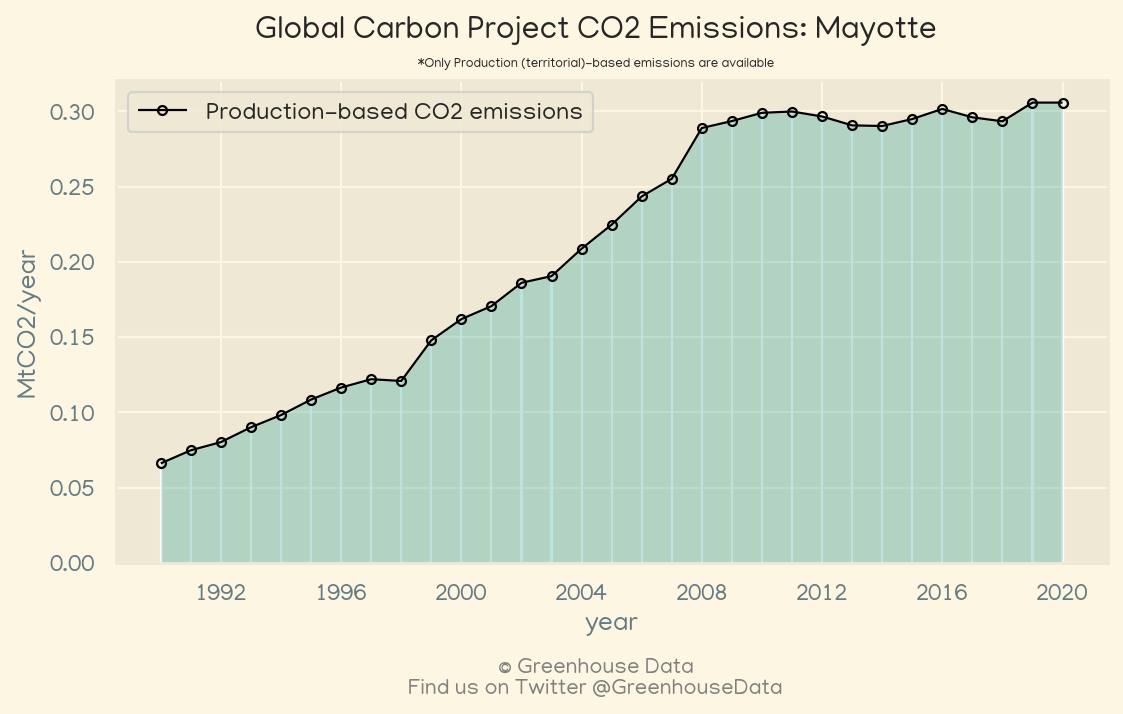 Global Carbon Project CO2 Emissions: Mayotte
*Only Production (territorial)-based emissions are available
Production-based CO2 emissions
0.30
0.25
0.20
0.15
0.10
0.05
0.00
MtCO2/year
1992 1996 2000 2004 2008 2012 2016 2020
year
© Greenhouse Data
Find us on Twitter @GreenhouseData